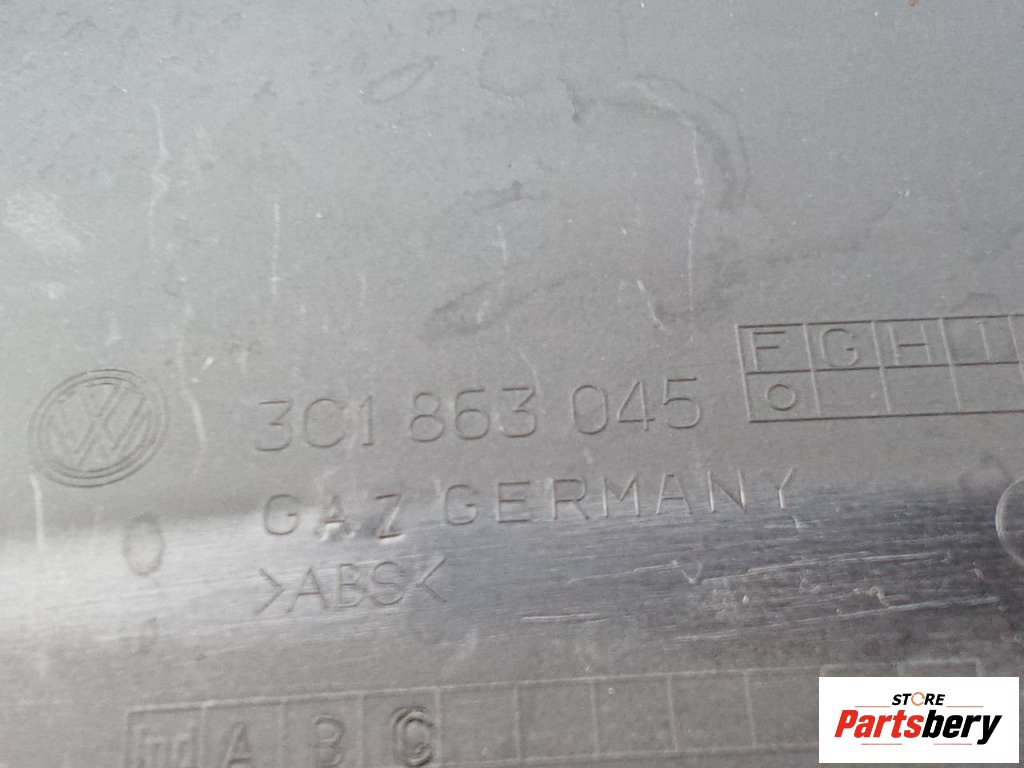 F G H I
3C1 863 045
GAZ GERMANY
>ABS<
A B C
STORE
Partsbery